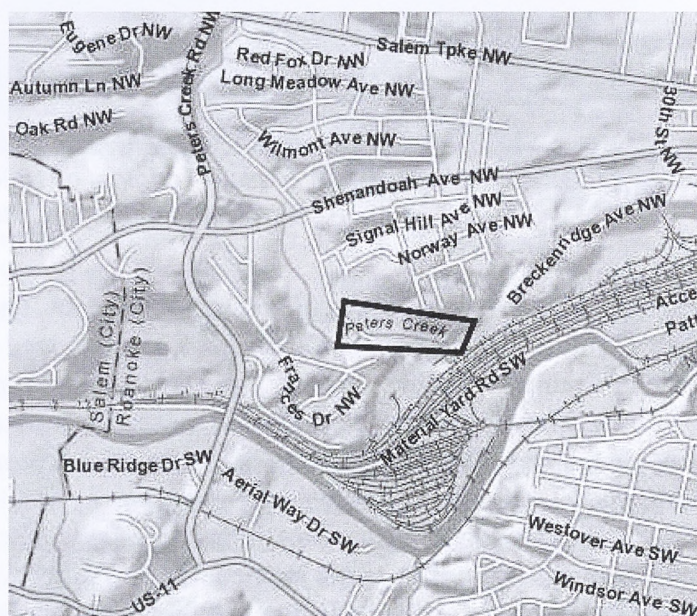 Eugene Dr NW
Peters Creek Rd NW
Red Fox Dr NW
Salem Tpke NW
Autumn Ln NW
Long Meadow Ave NW
30th St NW
Oak Rd NW
Wilmont Ave NW
Shenandoah Ave NW
Signal Hill Ave NW
Norway Ave NW
Breckenridge Ave NW
Acce
Patt
Peters Creek
Salem (City)
Roanoke (City)
Frances Dr NW
Material Yard Rd SW
Blue Ridge Dr SW
Aerial Way Dr SW
Westover Ave SW
Windsor Ave SW
US-11